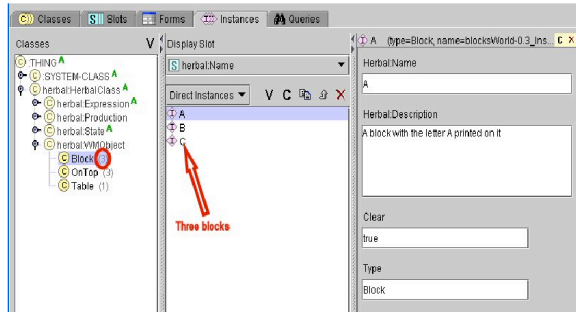 Classes
Slots
Forms
Instances
Queries
Classes V
:THING A
:SYSTEM-CLASS A
herbal:HerbalClass A
herbal:Expression A
herbal:Production
herbal:State A
herbal:WMObject
Block (3)
OnTop (3)
Table (1)
Display Slot
S herbal:Name
Direct Instances V C X
A
B
C
Three blocks
A (type=Block, name=blocksWorld-0.3_Ins... C X
Herbal:Name
A
Herbal:Description
A block with the letter A printed on it
Clear
true
Type
Block